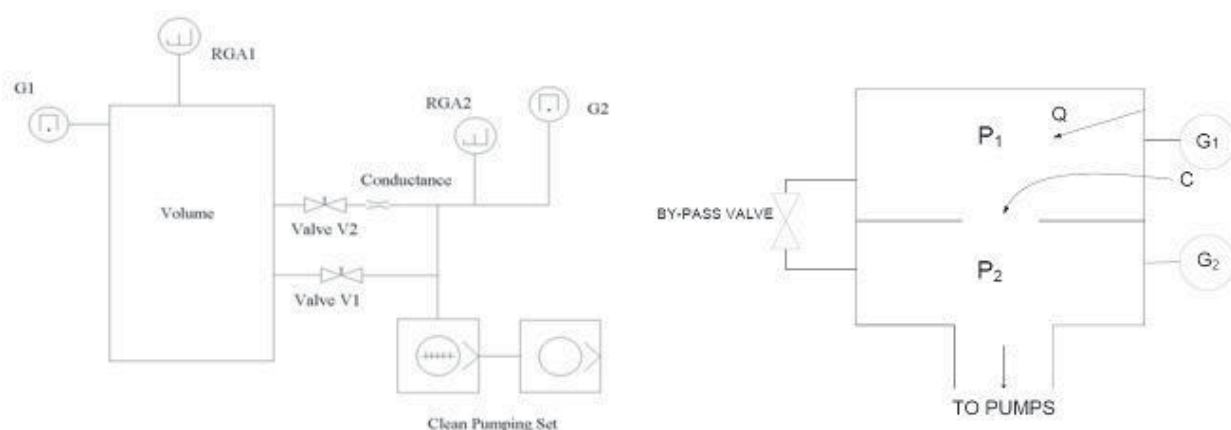 RGA1
G1
RGA2
G2
Conductance
Volume
Valve V2
Valve V1
Clean Pumping Set
Q
P1
G1
C
BY-PASS VALVE
P2
G2
TO PUMPS